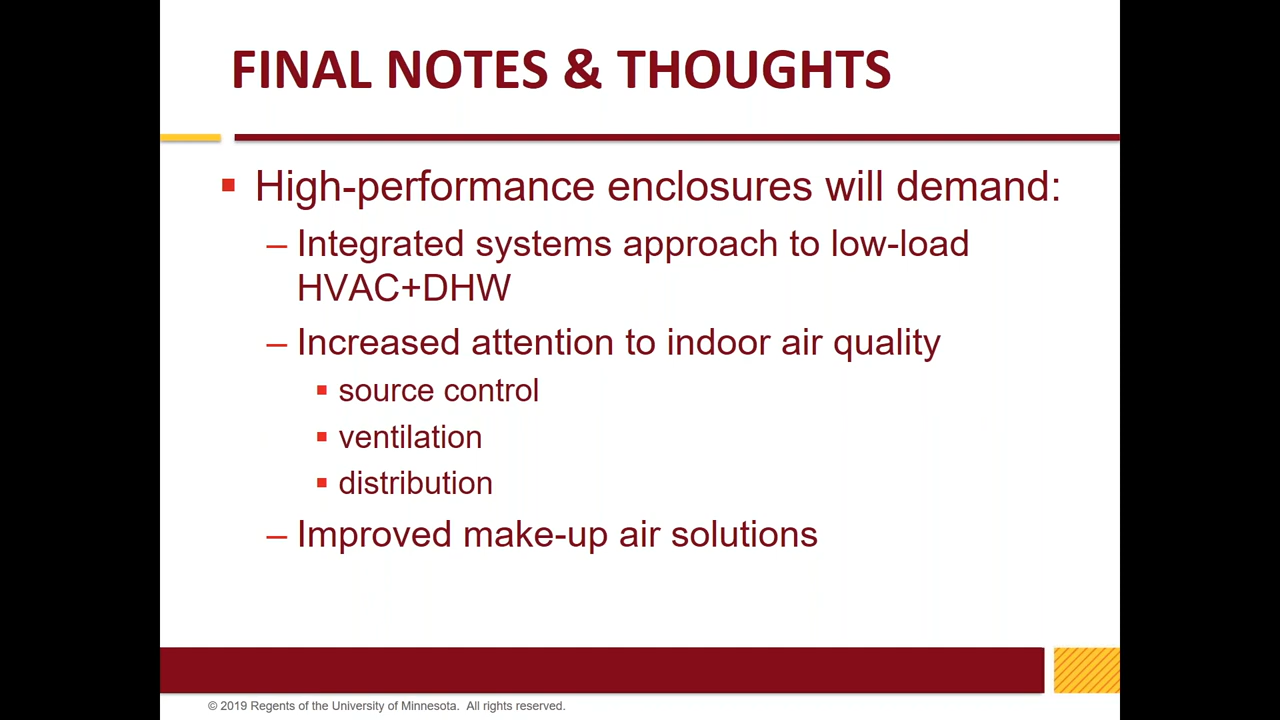 FINAL NOTES & THOUGHTS
High-performance enclosures will demand:
– Integrated systems approach to low-load
HVAC+DHW
– Increased attention to indoor air quality
source control
ventilation
distribution
– Improved make-up air solutions
© 2019 Regents of the University of Minnesota. All rights reserved.